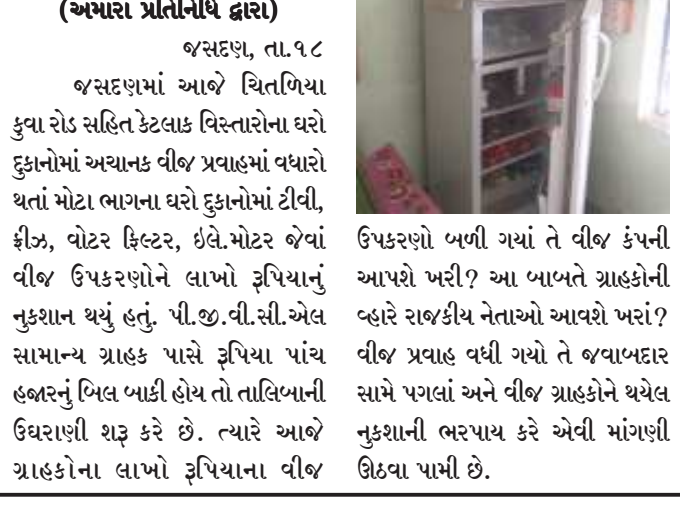 (અમારા પ્રતિનિધિ દ્વારા)
જસદણ, તા.૧૮
જસદણમાં આજે ચિતળિયા
કુવા રોડ સહિત કેટલાક વિસ્તારોના ઘરો
દુકાનોમાં અચાનક વીજ પ્રવાહમાં વધારો
થતાં મોટા ભાગના ઘરો દુકાનોમાં ટીવી,
ફ્રીઝ, વોટર ફિલ્ટર, ઇલે.મોટર જેવાં
વીજ ઉપકરણોને લાખો રૂપિયાનું
નુકશાન થયું હતું. પી.જી.વી.સી.એલ
સામાન્ય ગ્રાહક પાસે રૂપિયા પાંચ
હજારનું બિલ બાકી હોય તો તાલિબાની
ઉઘરાણી શરૂ કરે છે. ત્યારે આજે
ગ્રાહકોના લાખો રૂપિયાના વીજ
ઉપકરણો બળી ગયાં તે વીજ કંપની
આપશે ખરી? આ બાબતે ગ્રાહકોની
વ્હારે રાજકીય નેતાઓ આવશે ખરાં?
વીજ પ્રવાહ વધી ગયો તે જવાબદાર
સામે પગલાં અને વીજ ગ્રાહકોને થયેલ
નુકશાની ભરપાય કરે એવી માંગણી
ઊઠવા પામી છે.